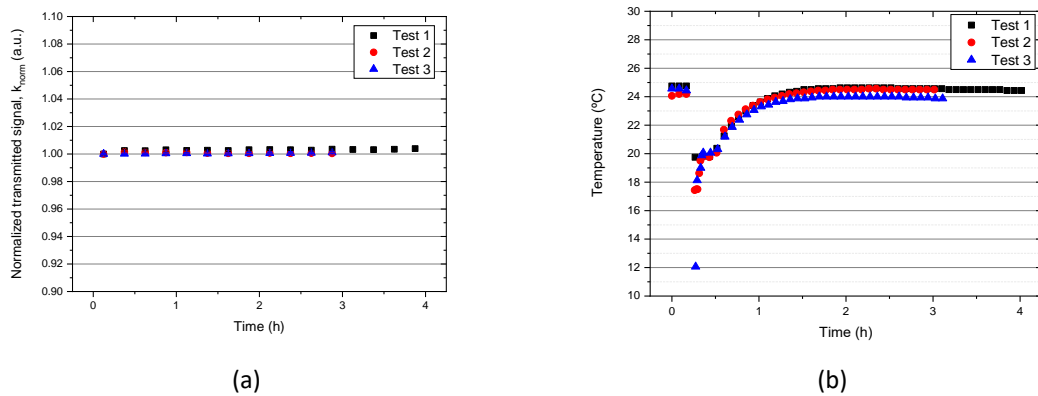 1.10
1.08
1.06
1.04
1.02
1.00
0.98
0.96
0.94
0.92
0.90
Normalized transmitted signal, knorm (a.u.)
Test 1
Test 2
Test 3
0 1 2 3 4
Time (h)
(a)
30
28
26
24
22
20
18
16
14
12
10
Temperature (ºC)
Test 1
Test 2
Test 3
0 1 2 3 4
Time (h)
(b)